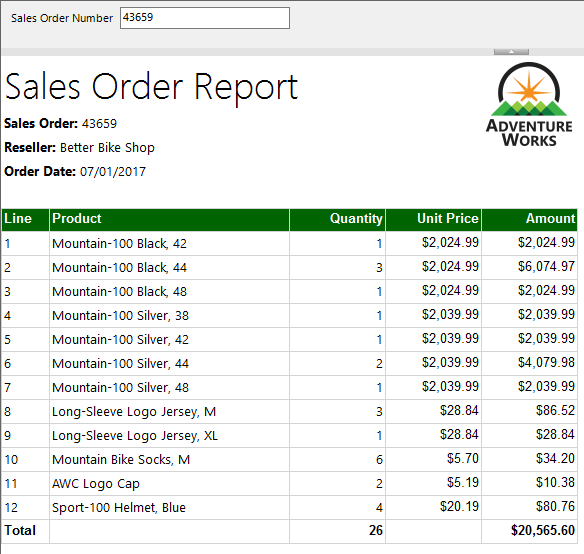 Sales Order Number 43659
Sales Order Report
ADVENTURE
WORKS
Sales Order: 43659
Reseller: Better Bike Shop
Order Date: 07/01/2017
Line Product Quantity Unit Price Amount
1 Mountain-100 Black, 42 1 $2,024.99 $2,024.99
2 Mountain-100 Black, 44 3 $2,024.99 $6,074.97
3 Mountain-100 Black, 48 1 $2,024.99 $2,024.99
4 Mountain-100 Silver, 38 1 $2,039.99 $2,039.99
5 Mountain-100 Silver, 42 1 $2,039.99 $2,039.99
6 Mountain-100 Silver, 44 2 $2,039.99 $4,079.98
7 Mountain-100 Silver, 48 1 $2,039.99 $2,039.99
8 Long-Sleeve Logo Jersey, M 3 $28.84 $86.52
9 Long-Sleeve Logo Jersey, XL 1 $28.84 $28.84
10 Mountain Bike Socks, M 6 $5.70 $34.20
11 AWC Logo Cap 2 $5.19 $10.38
12 Sport-100 Helmet, Blue 4 $20.19 $80.76
Total 26 $20,565.60